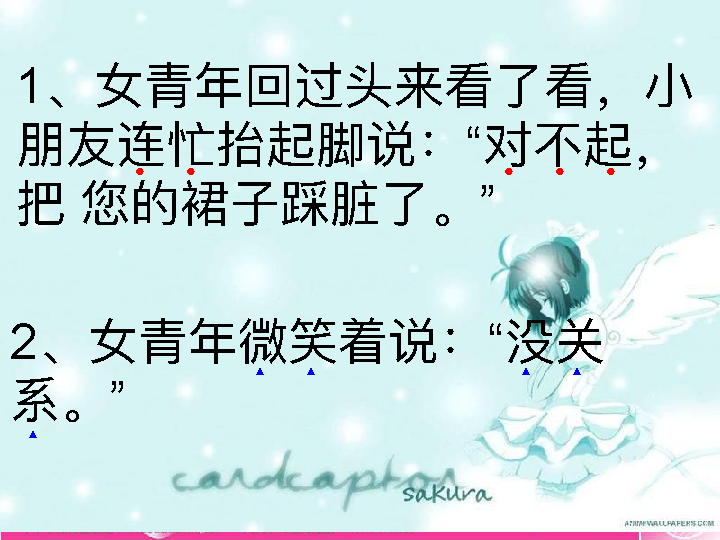 1、女青年回过头来看了看，小
朋友连忙抬起脚说：“对不起，
把 您的裙子踩脏了。”
2、女青年微笑着说：“没关
系。”
cardcaptor
sakura
ANIMEWALLPAPERS.COM